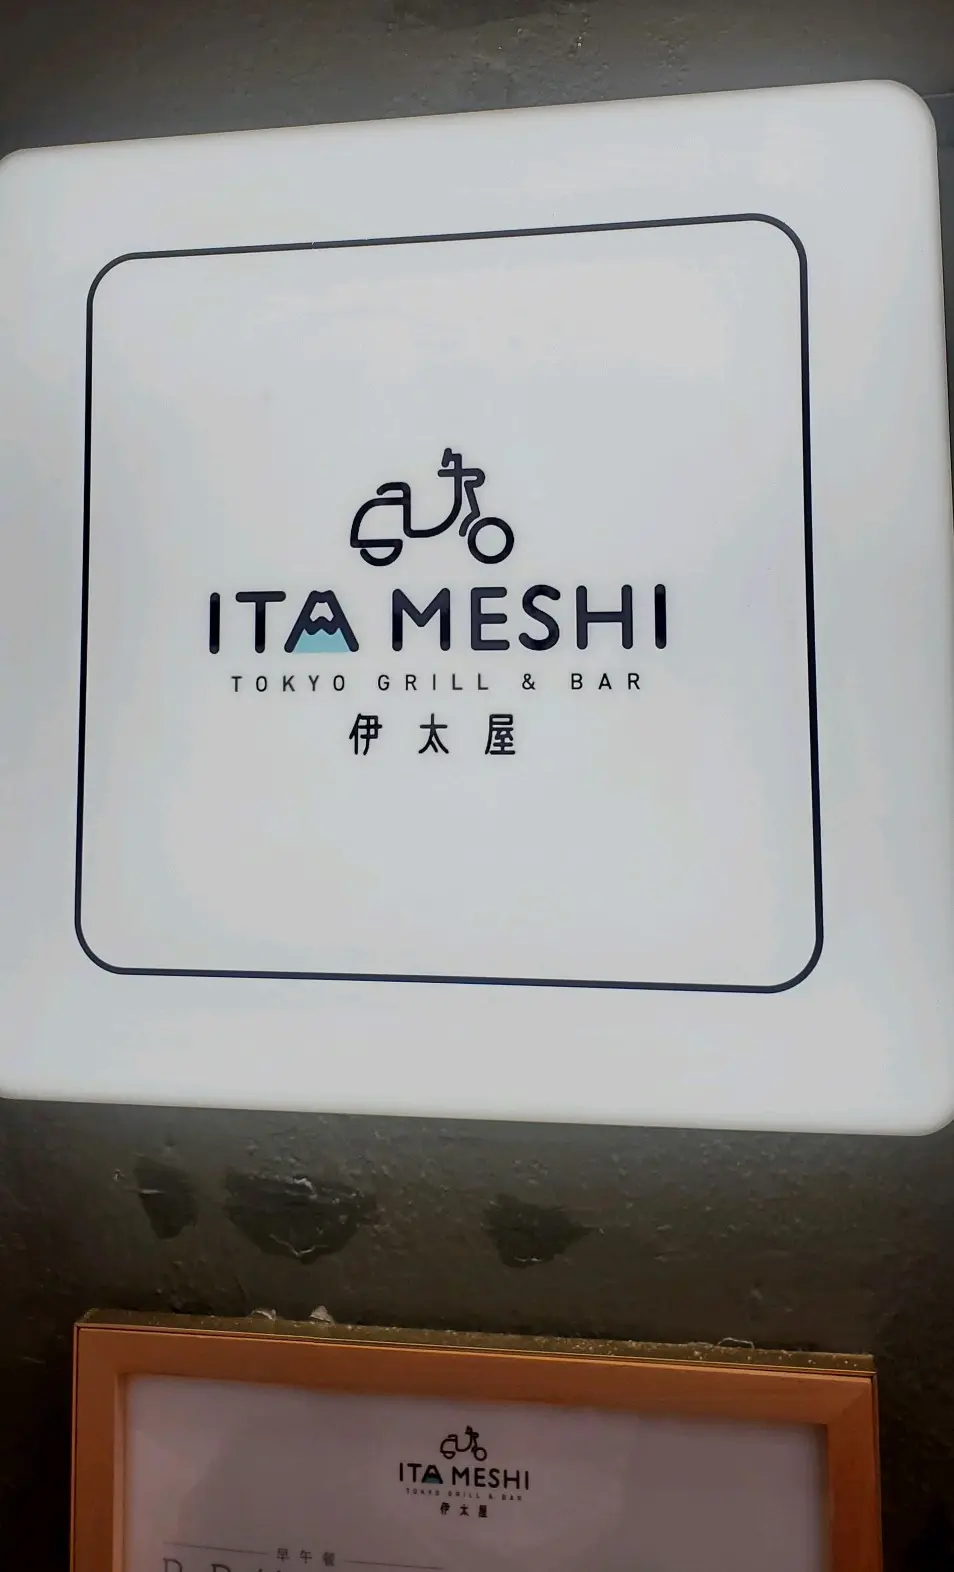 ITA MESHI
TOKYO GRILL & BAR
伊太屋
ITA MESHI
TOKYO GRILL & BAR
伊太屋
早午餐